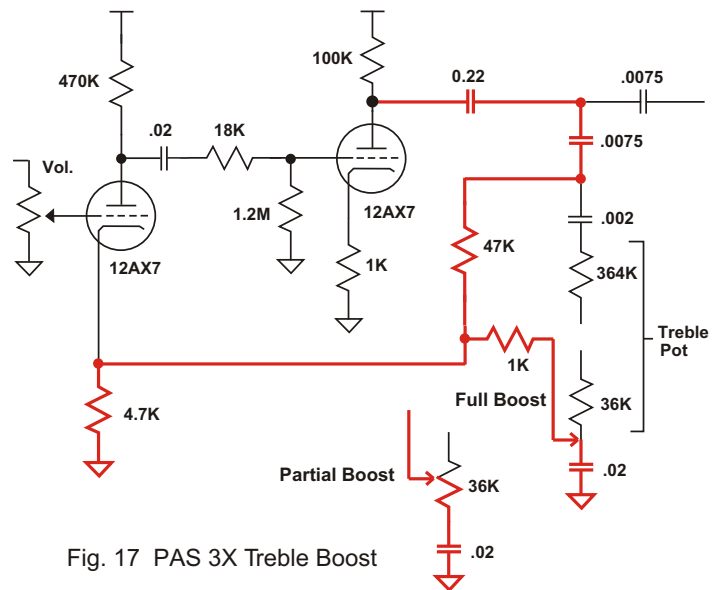 100K
0.22
.0075
470K
.02
18K
.0075
Vol.
1.2M
12AX7
.002
47K
12AX7
1K
364K
Treble
Pot
1K
Full Boost
36K
4.7K
Partial Boost
36K
.02
.02
Fig. 17 PAS 3X Treble Boost